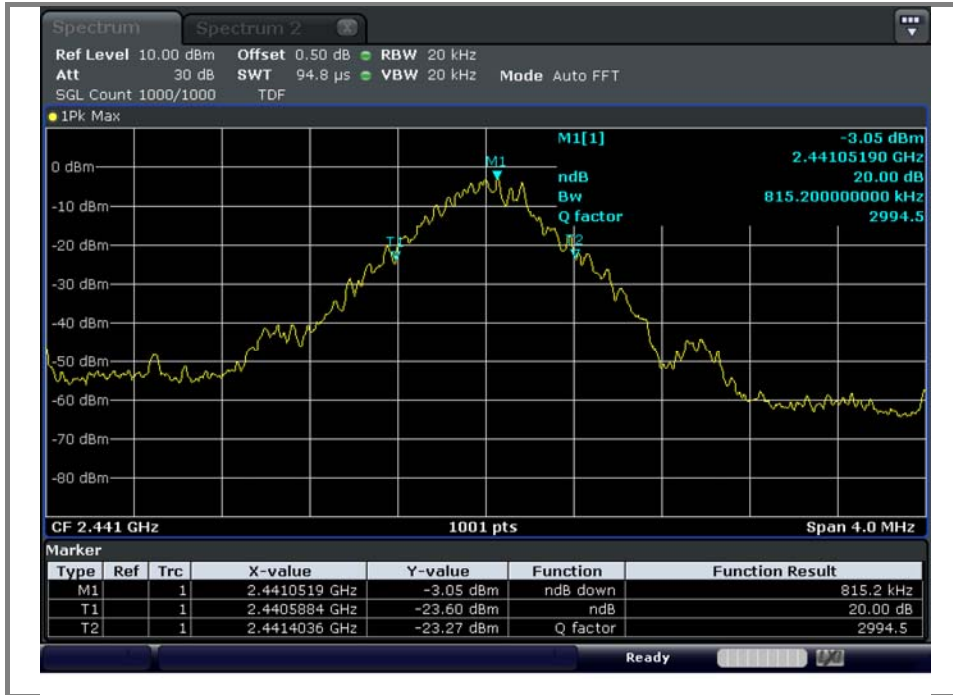 Spectrum Spectrum 2 X
Ref Level 10.00 dBm Offset 0.50 dB RBW 20 kHz
Att 30 dB SWT 94.8 µs VBW 20 kHz Mode Auto FFT
SGL Count 1000/1000 TDF
1Pk Max
M1[1] -3.05 dBm
2.44105190 GHz
ndB 20.00 dB
Bw 815.200000000 kHz
Q factor 2994.5
M1
T1
T2
0 dBm
-10 dBm
-20 dBm
-30 dBm
-40 dBm
-50 dBm
-60 dBm
-70 dBm
-80 dBm
CF 2.441 GHz 1001 pts Span 4.0 MHz
Marker
Type Ref Trc X-value Y-value Function Function Result
M1 1 2.4410519 GHz -3.05 dBm ndB down 815.2 kHz
T1 1 2.4405884 GHz -23.60 dBm ndB 20.00 dB
T2 1 2.4414036 GHz -23.27 dBm Q factor 2994.5
Ready